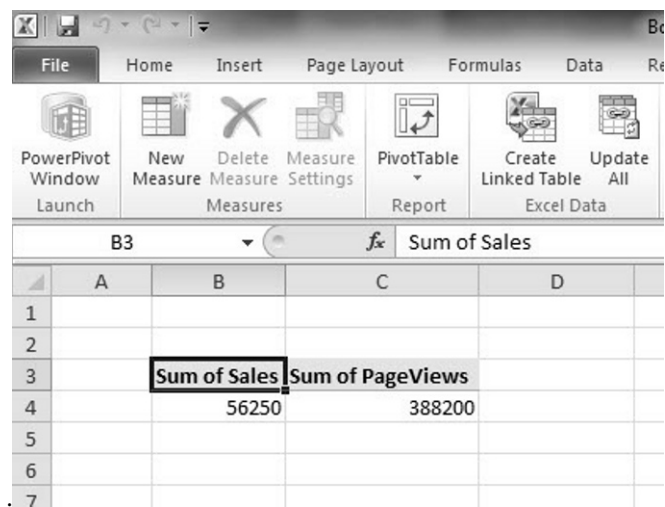 Bo
File Home Insert Page Layout Formulas Data Re
PowerPivot Window
New Measure
Delete Measure
Measure Settings
PivotTable
Create Linked Table
Update All
Launch Measures Report Excel Data
B3 fx Sum of Sales
A B C D
1
2
3 Sum of Sales Sum of PageViews
4 56250 388200
5
6
7